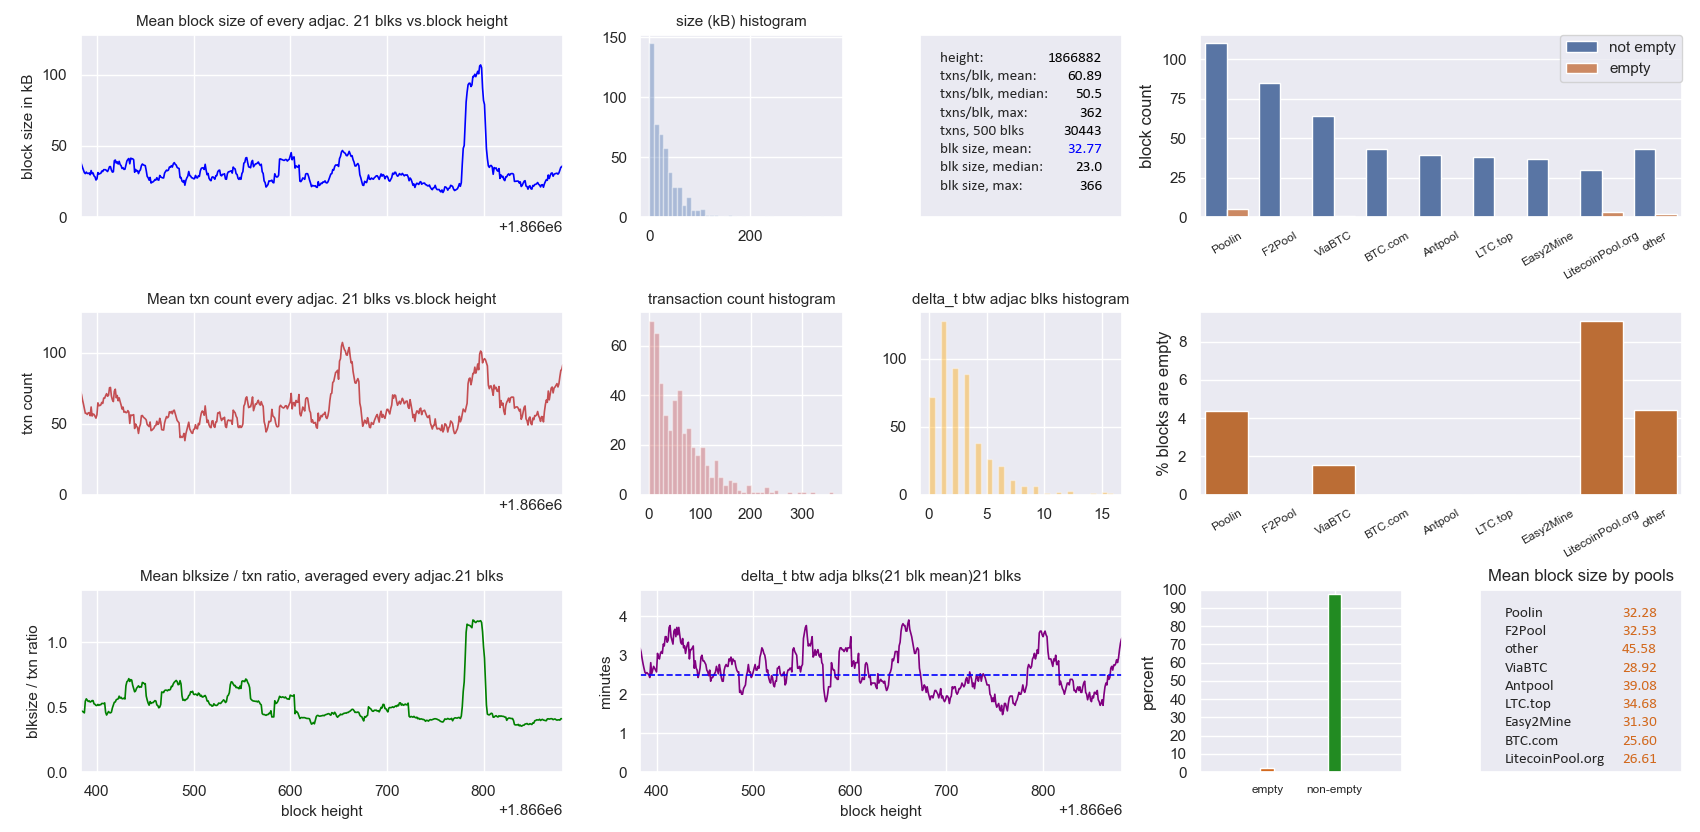 Mean block size of every adjac. 21 blks vs.block height
block size in kB
100
50
0
+1.866e6
size (kB) histogram
150
100
50
0
0 200
height: 1866882
txns/blk, mean: 60.89
txns/blk, median: 50.5
txns/blk, max: 362
txns, 500 blks 30443
blk size, mean: 32.77
blk size, median: 23.0
blk size, max: 366
block count
100
75
50
25
0
not empty
empty
Poolin F2Pool ViaBTC BTC.com Antpool LTC.top Easy2Mine LitecoinPool.org other
Mean txn count every adjac. 21 blks vs.block height
txn count
100
50
0
+1.866e6
transaction count histogram
60
40
20
0
0 100 200 300
delta_t btw adjac blks histogram
100
50
0
0 5 10 15
% blocks are empty
8
6
4
2
0
Poolin F2Pool ViaBTC BTC.com Antpool LTC.top Easy2Mine LitecoinPool.org other
Mean blksize / txn ratio, averaged every adjac.21 blks
blksize / txn ratio
1.0
0.5
0.0
400 500 600 700 800
block height
+1.866e6
delta_t btw adja blks(21 blk mean)21 blks
minutes
4
3
2
1
0
400 500 600 700 800
block height
+1.866e6
percent
100
90
80
70
60
50
40
30
20
10
0
empty non-empty
Mean block size by pools
Poolin 32.28
F2Pool 32.53
other 45.58
ViaBTC 28.92
Antpool 39.08
LTC.top 34.68
Easy2Mine 31.30
BTC.com 25.60
LitecoinPool.org 26.61